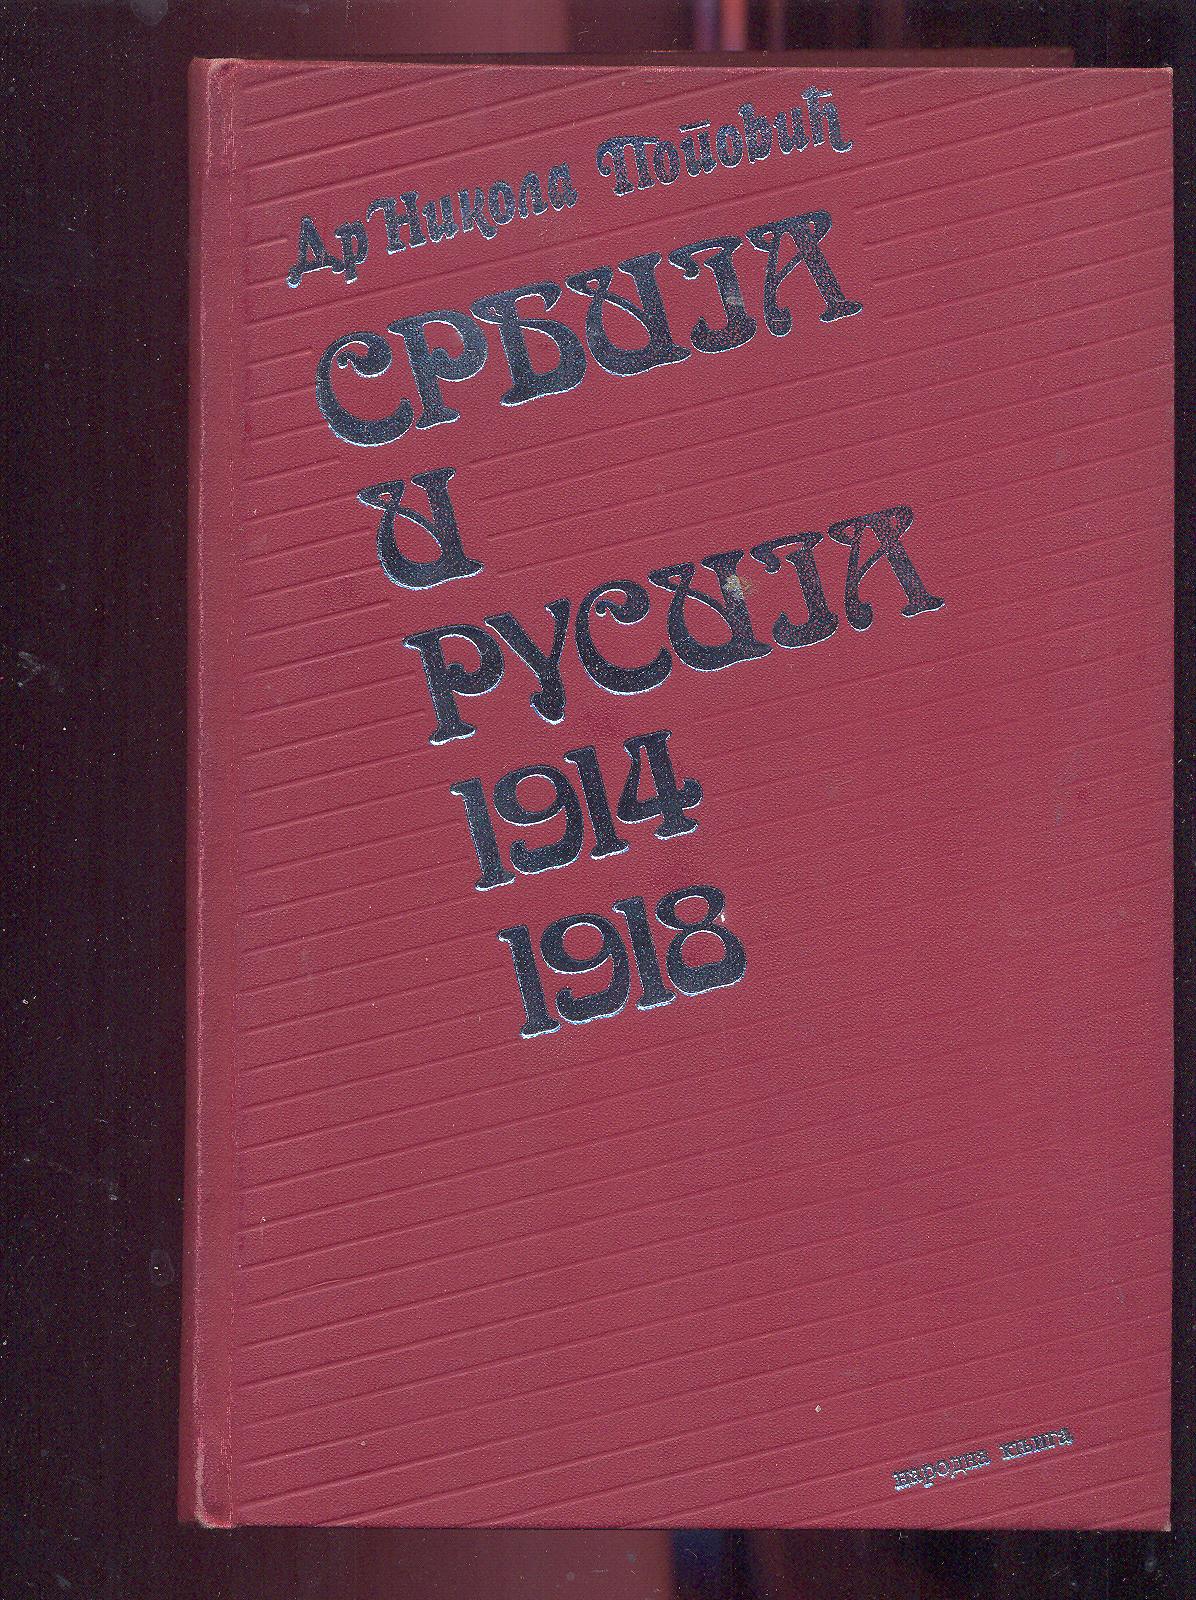 Др Никола Поповић
СРБИЈА
И
РУСИЈА
1914
1918
народна књига